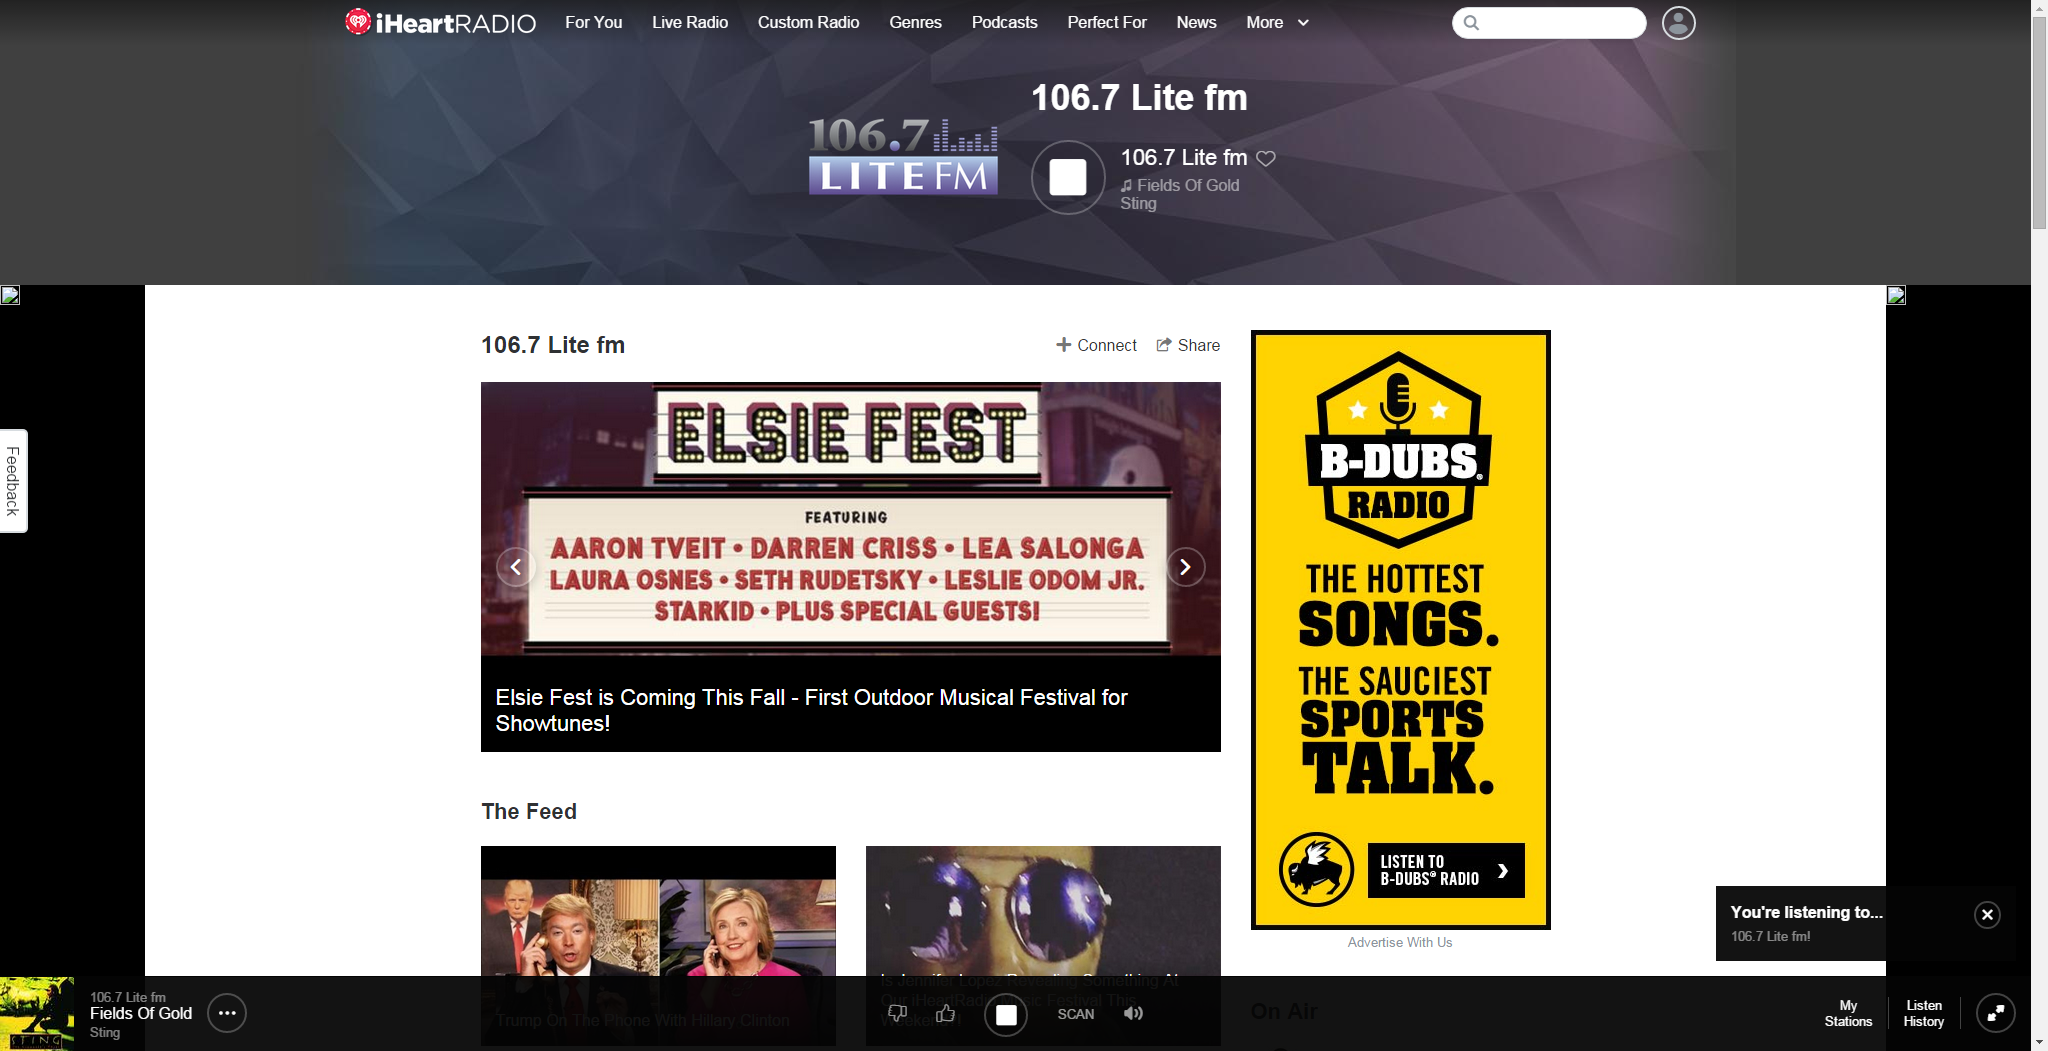 iHeartRADIO
For You
Live Radio
Custom Radio
Genres
Podcasts
Perfect For
News
More
106.7
LITE FM
106.7 Lite fm
106.7 Lite fm
Fields Of Gold
Sting
Feedback
106.7 Lite fm
Connect
Share
ELSIE FEST
FEATURING
AARON TVEIT • DARREN CRISS • LEA SALONGA
LAURA OSNES • SETH RUDETSKY • LESLIE ODOM JR.
STARKID • PLUS SPECIAL GUESTS!
Elsie Fest is Coming This Fall - First Outdoor Musical Festival for
Showtunes!
B-DUBS®
RADIO
THE HOTTEST
SONGS.
THE SAUCIEST
SPORTS
TALK.
LISTEN TO
B-DUBS® RADIO
Advertise With Us
The Feed
Trump On The Phone With Hillary Clinton
Is Jennifer Lopez Revealing Something At
Our iHeartRadio Music Festival This
Weekend?!
On Air
You're listening to...
106.7 Lite fm!
STING
106.7 Lite fm
Fields Of Gold
Sting
SCAN
My
Stations
Listen
History